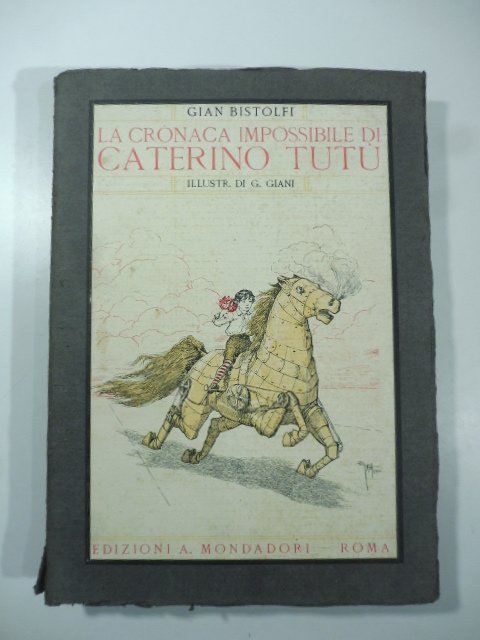 GIAN BISTOLFI
LA CRONACA IMPOSSIBILE DI
CATERINO TUTÙ
ILLUSTR. DI G. GIANI
EDIZIONI A. MONDADORI — ROMA